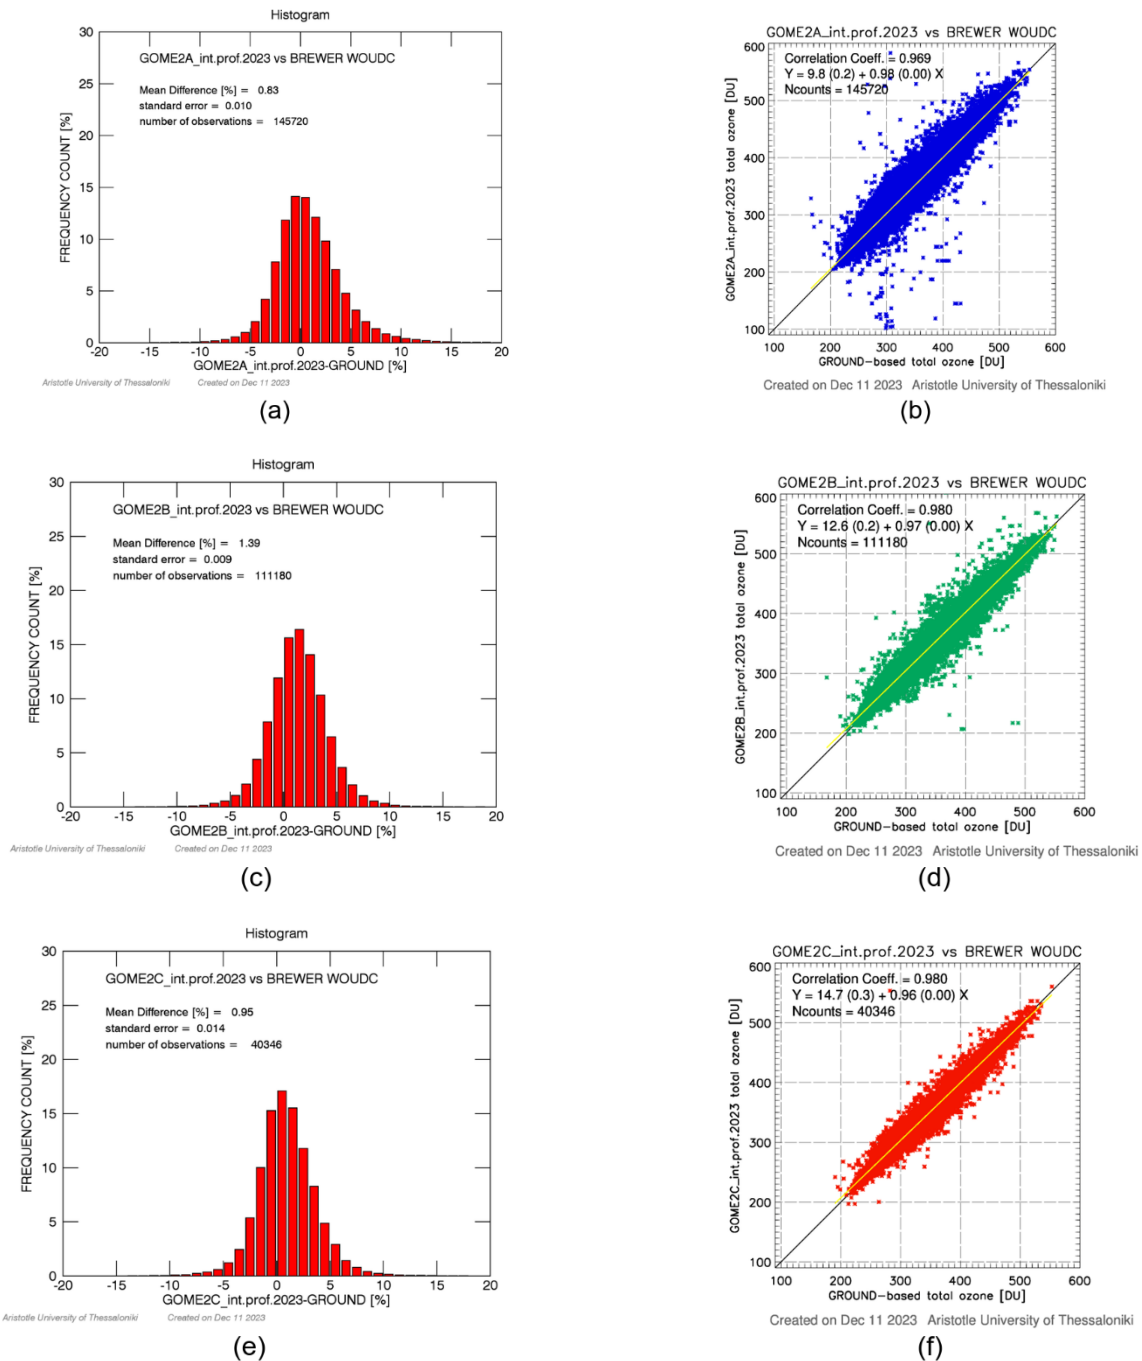 Histogram
GOME2A_int.prof.2023 vs BREWER WOUDC
Mean Difference [%] = 0.83
standard error = 0.010
number of observations = 145720
FREQUENCY COUNT [%]
30
25
20
15
10
5
0
-20 -15 -10 -5 0 5 10 15 20
GOME2A_int.prof.2023-GROUND [%]
Aristotle University of Thessaloniki Created on Dec 11 2023
(a)
GOME2A_int.prof.2023 vs BREWER WOUDC
Correlation Coeff. = 0.969
Y = 9.8 (0.2) + 0.98 (0.00) X
Ncounts = 145720
GOME2A_int.prof.2023 total ozone [DU]
600
500
400
300
200
100
100 200 300 400 500 600
GROUND-based total ozone [DU]
Created on Dec 11 2023 Aristotle University of Thessaloniki
(b)
Histogram
GOME2B_int.prof.2023 vs BREWER WOUDC
Mean Difference [%] = 1.39
standard error = 0.009
number of observations = 111180
FREQUENCY COUNT [%]
30
25
20
15
10
5
0
-20 -15 -10 -5 0 5 10 15 20
GOME2B_int.prof.2023-GROUND [%]
Aristotle University of Thessaloniki Created on Dec 11 2023
(c)
GOME2B_int.prof.2023 vs BREWER WOUDC
Correlation Coeff. = 0.980
Y = 12.6 (0.2) + 0.97 (0.00) X
Ncounts = 111180
GOME2B_int.prof.2023 total ozone [DU]
600
500
400
300
200
100
100 200 300 400 500 600
GROUND-based total ozone [DU]
Created on Dec 11 2023 Aristotle University of Thessaloniki
(d)
Histogram
GOME2C_int.prof.2023 vs BREWER WOUDC
Mean Difference [%] = 0.95
standard error = 0.014
number of observations = 40346
FREQUENCY COUNT [%]
30
25
20
15
10
5
0
-20 -15 -10 -5 0 5 10 15 20
GOME2C_int.prof.2023-GROUND [%]
Aristotle University of Thessaloniki Created on Dec 11 2023
(e)
GOME2C_int.prof.2023 vs BREWER WOUDC
Correlation Coeff. = 0.980
Y = 14.7 (0.3) + 0.96 (0.00) X
Ncounts = 40346
GOME2C_int.prof.2023 total ozone [DU]
600
500
400
300
200
100
100 200 300 400 500 600
GROUND-based total ozone [DU]
Created on Dec 11 2023 Aristotle University of Thessaloniki
(f)